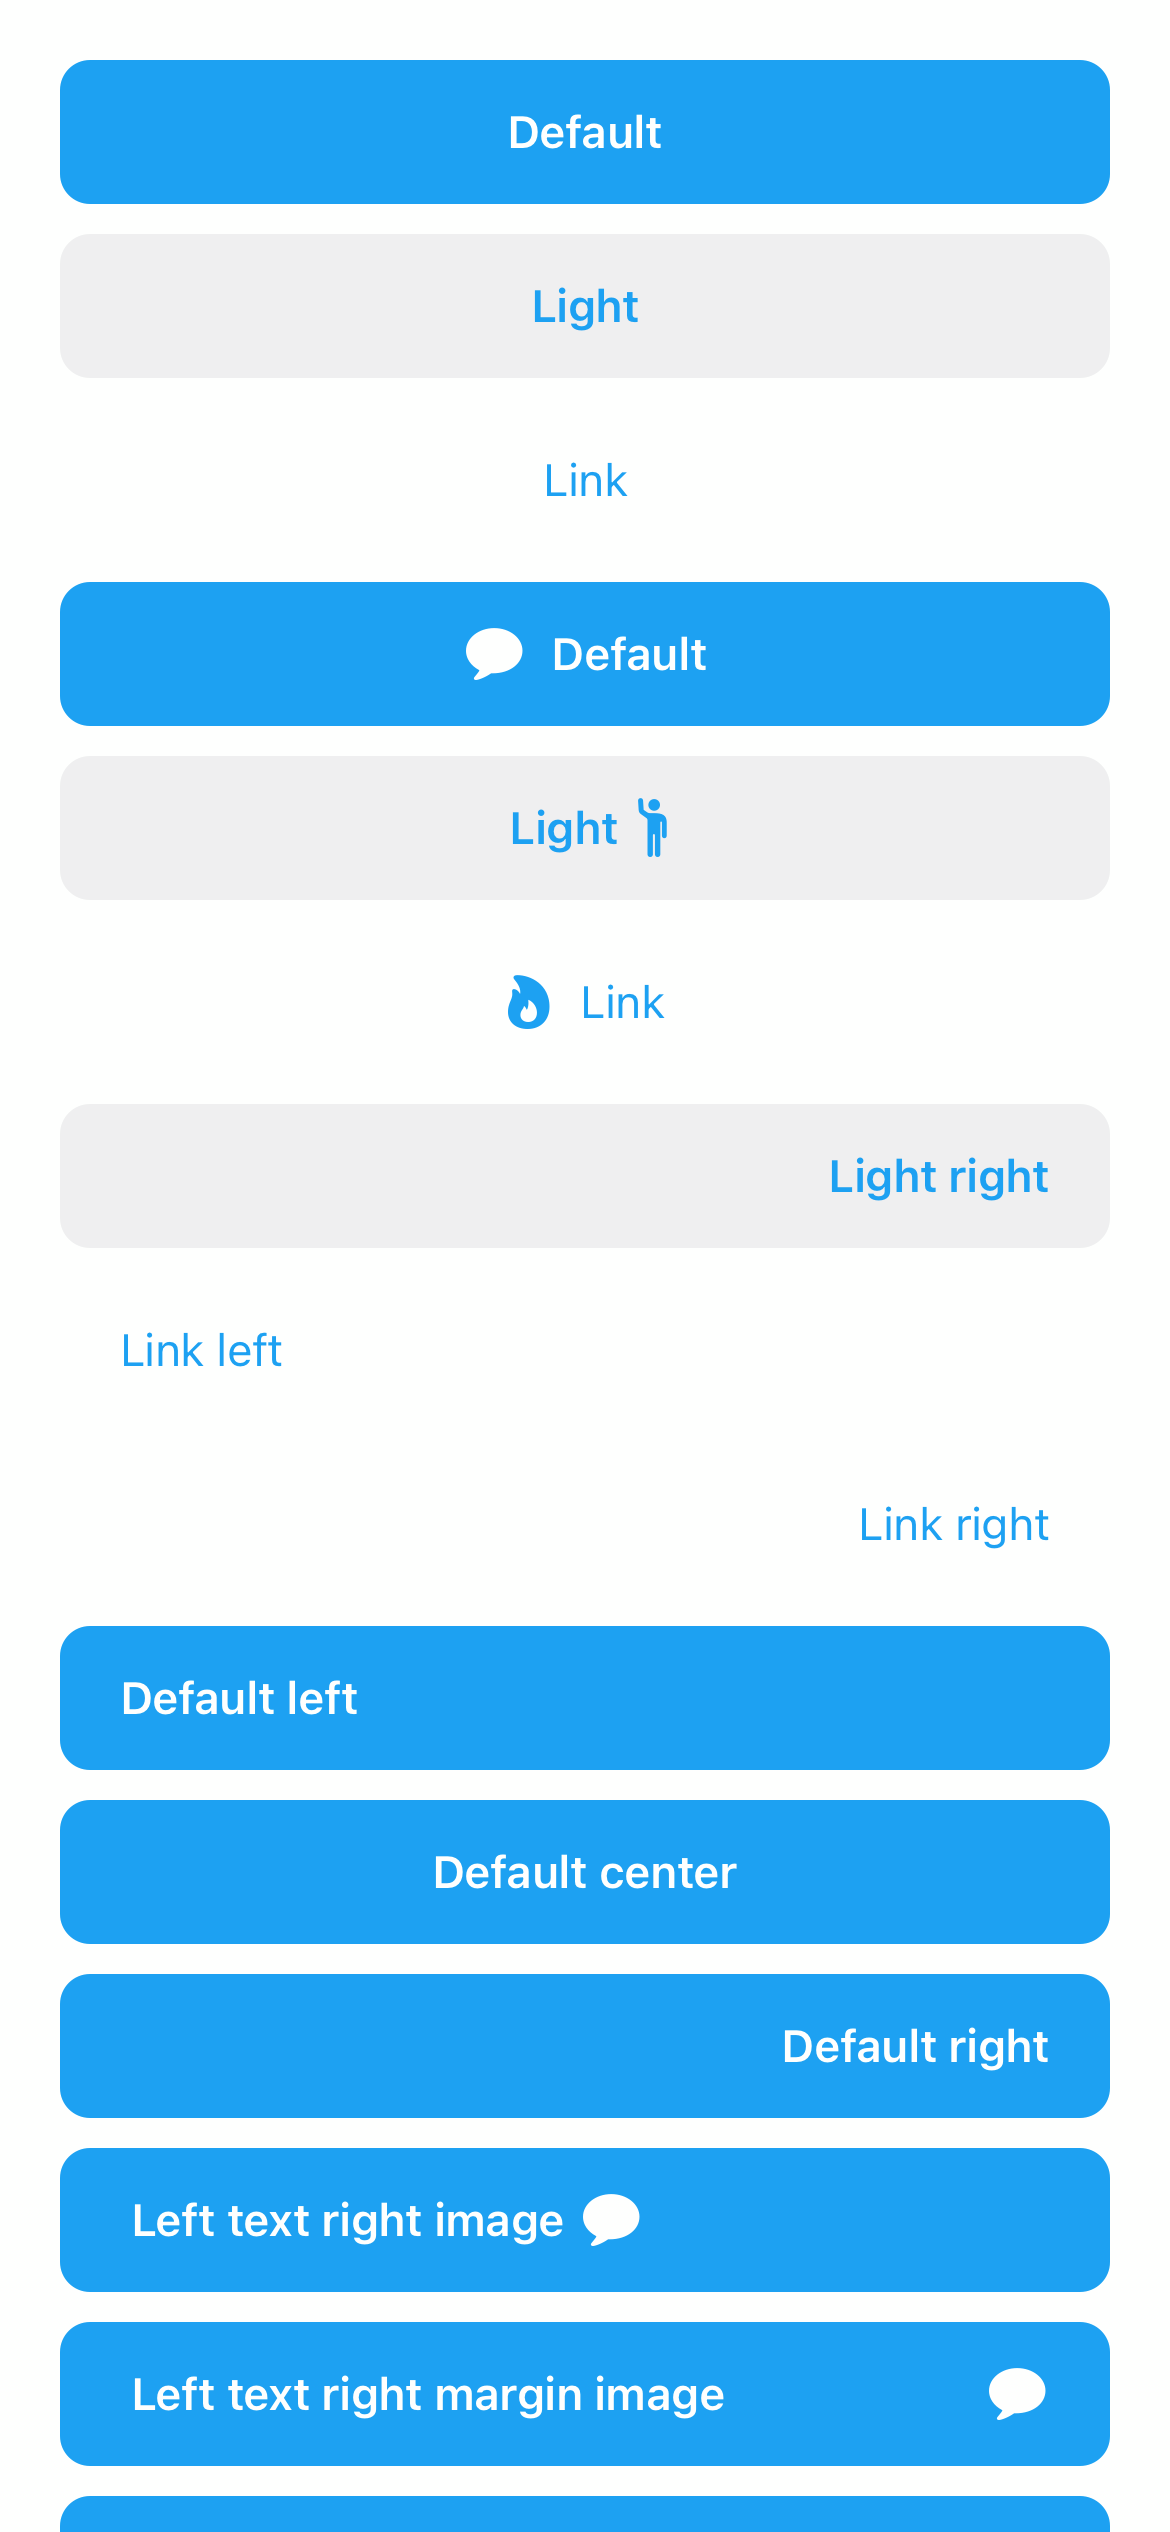 Default
Light
Link
Default
Light
Link
Light right
Link left
Link right
Default left
Default center
Default right
Left text right image
Left text right margin image